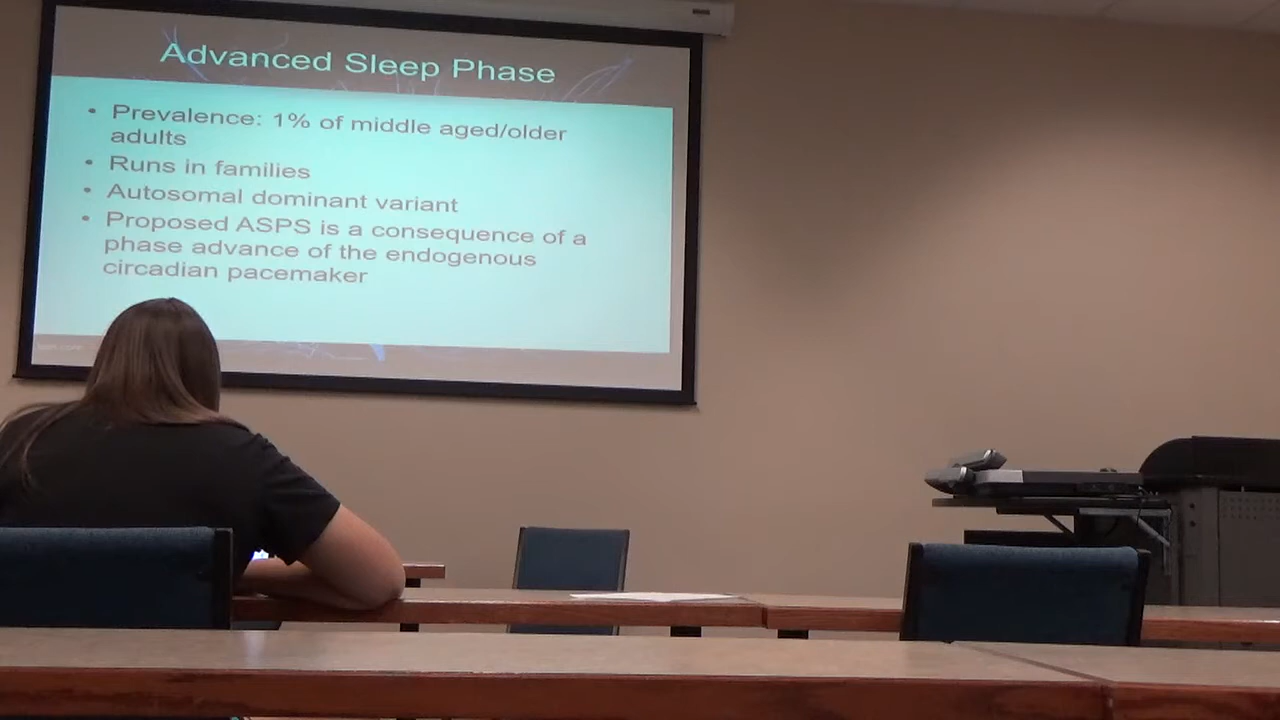 Advanced Sleep Phase
• Prevalence: 1% of middle aged/older
adults
• Runs in families
• Autosomal dominant variant
• Proposed ASPS is a consequence of a
phase advance of the endogenous
circadian pacemaker